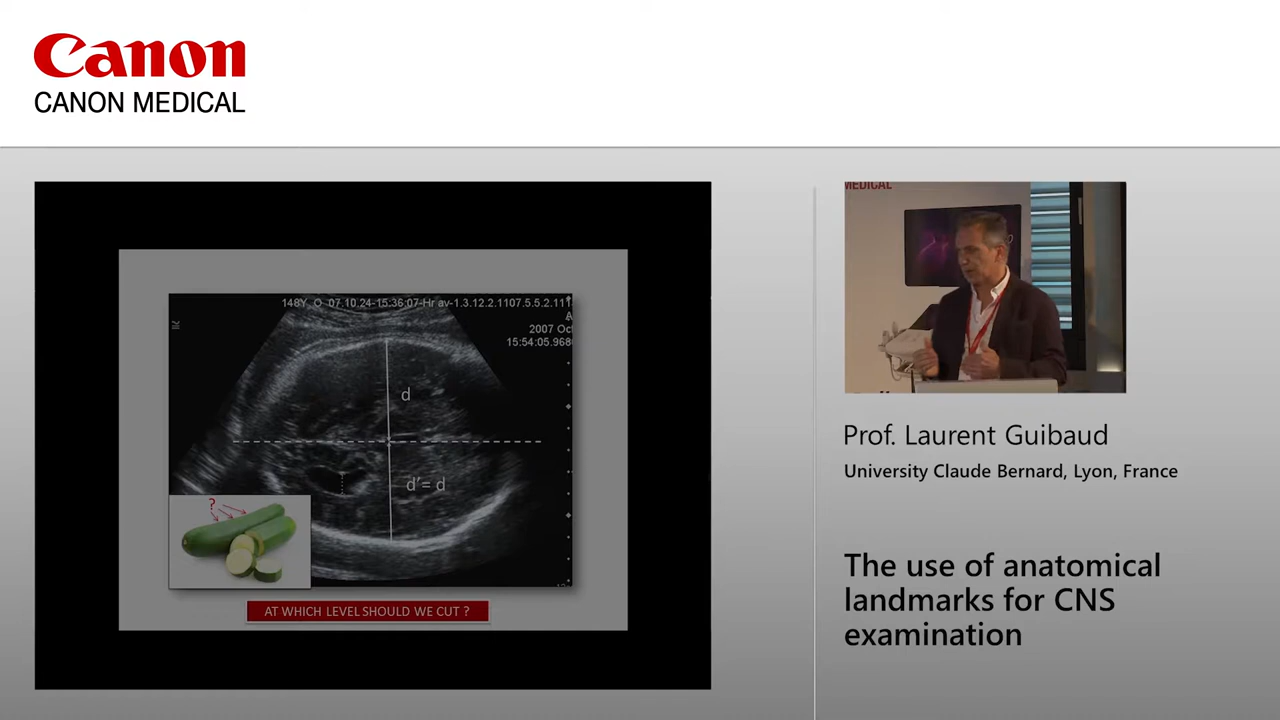 Canon
CANON MEDICAL
MEDICAL
148Y, O 07.10.24-15:36:07-Hr av-1.3.12.2.1107.5.5.2.111
2007 Oct
15:54:05.968
d
d'= d
?
AT WHICH LEVEL SHOULD WE CUT ?
Prof. Laurent Guibaud
University Claude Bernard, Lyon, France
The use of anatomical
landmarks for CNS
examination